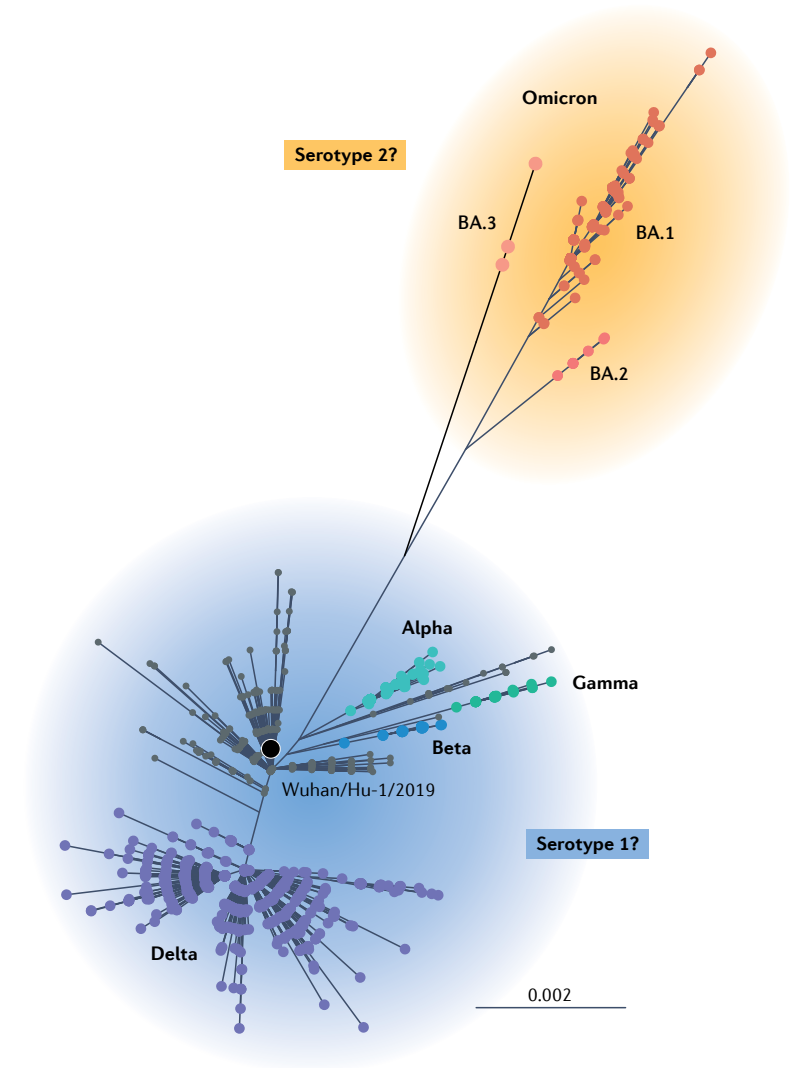 Omicron
Serotype 2?
BA.3
BA.1
BA.2
Alpha
Gamma
Beta
Wuhan/Hu-1/2019
Serotype 1?
Delta
0.002